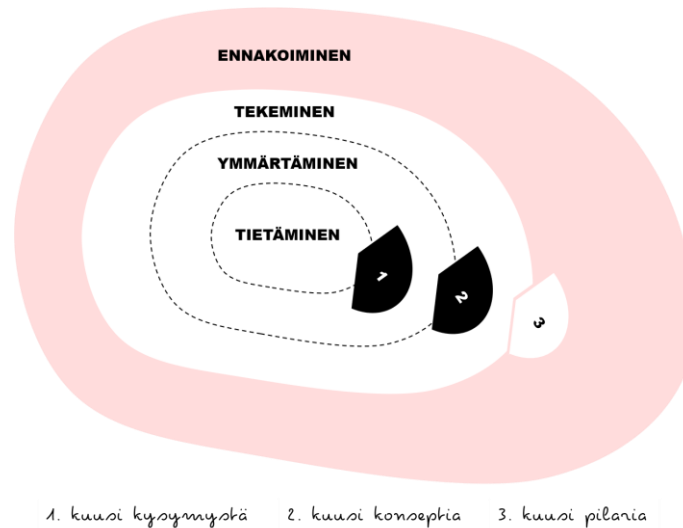 ENNAKOIMINEN
TEKEMINEN
YMMÄRTÄMINEN
TIETÄMINEN
1
2
3
1. kuusi kysymystä 2. kuusi konseptia 3. kuusi pilaria